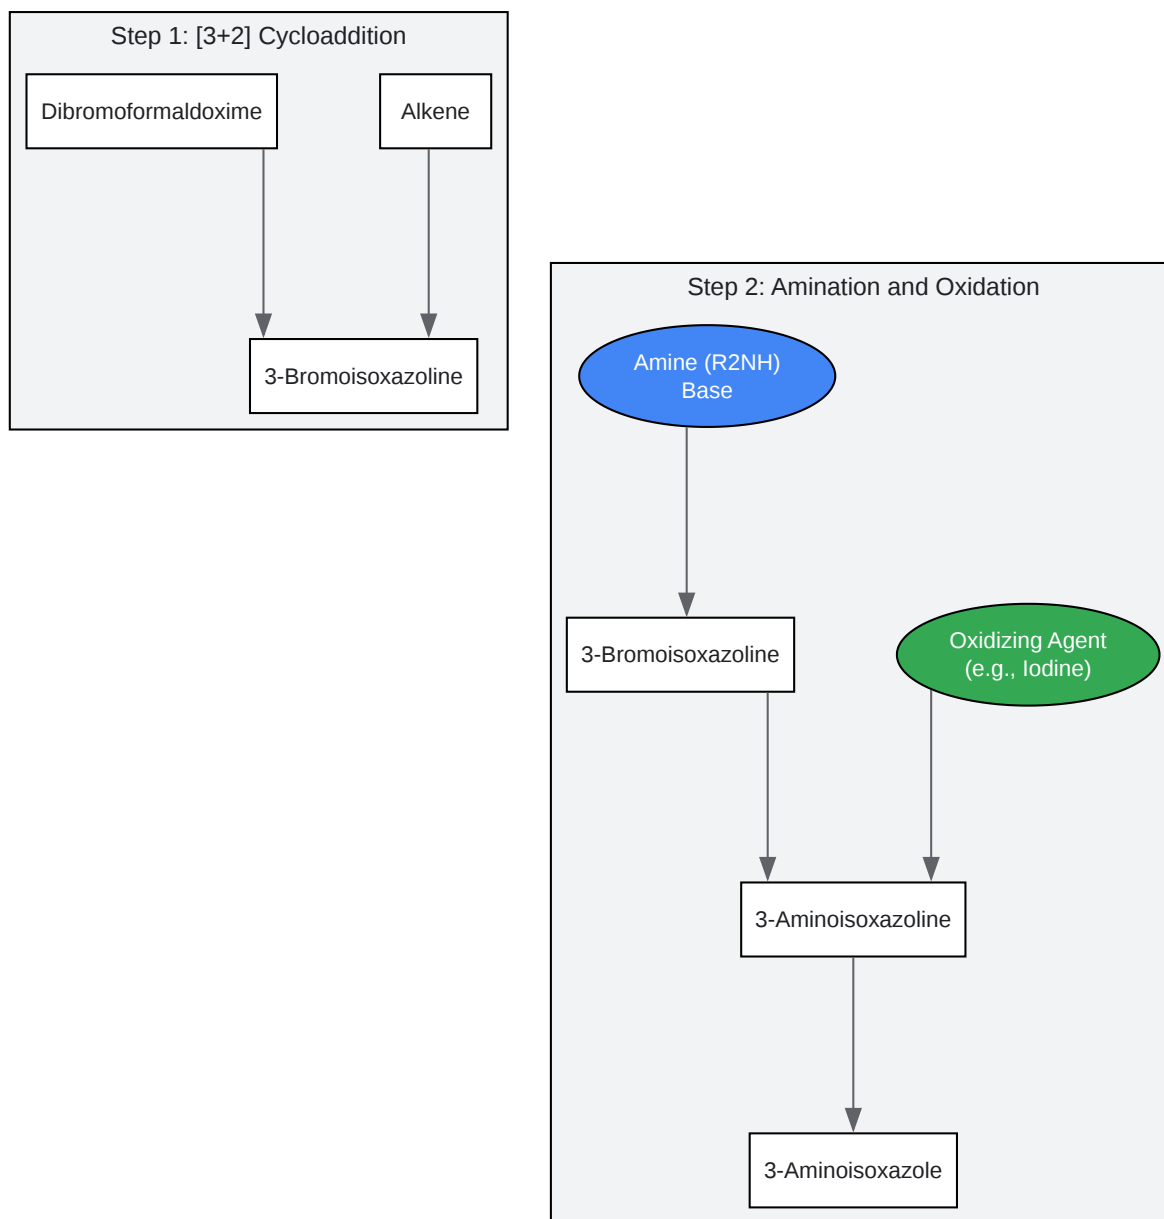 Step 1: [3+2] Cycloaddition
Dibromoformaldoxime
Alkene
3-Bromoisoxazoline
Step 2: Amination and Oxidation
Amine (R2NH)
Base
3-Bromoisoxazoline
Oxidizing Agent
(e.g., Iodine)
3-Aminoisoxazoline
3-Aminoisoxazole